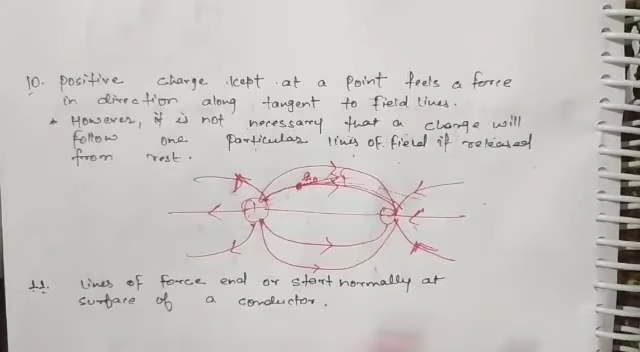 10. positive charge kept at a point feels a force
in direction along tangent to field lines.
* However, it is not necessary that a charge will
follow one particular lines of field if released
from rest.
11. lines of force end or start normally at
surface of a conductor.